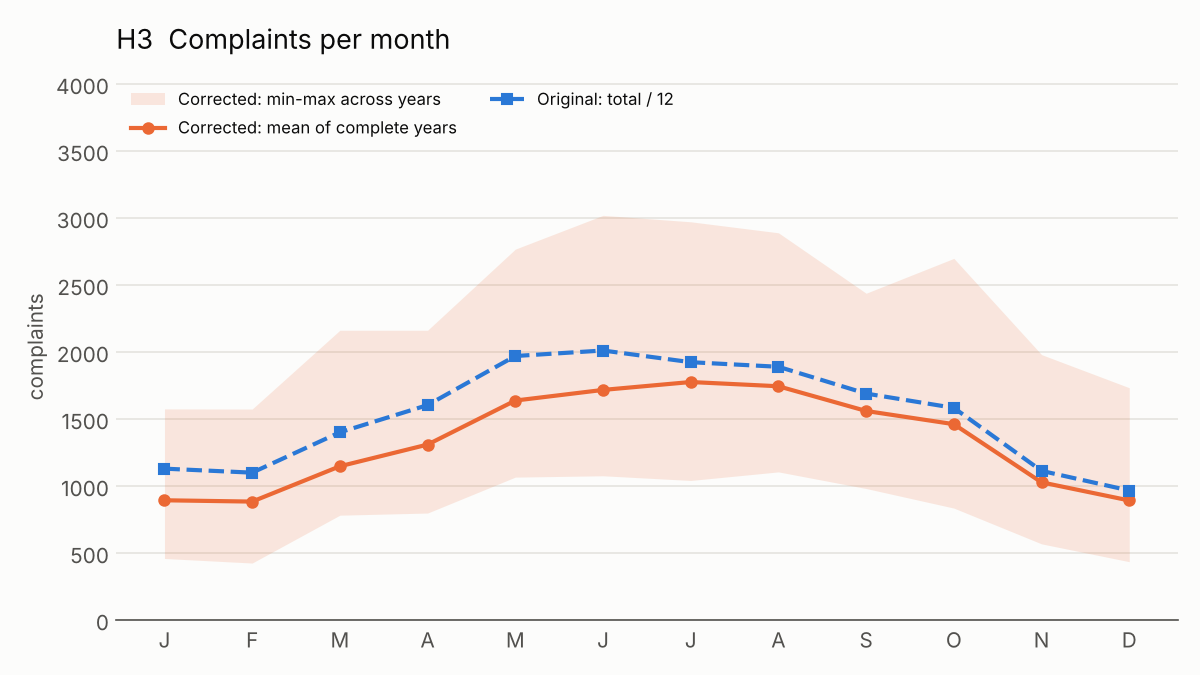 H3  Complaints per month
Corrected: min-max across years
Corrected: mean of complete years
Original: total / 12
complaints
4000
3500
3000
2500
2000
1500
1000
500
0
J F M A M J J A S O N D